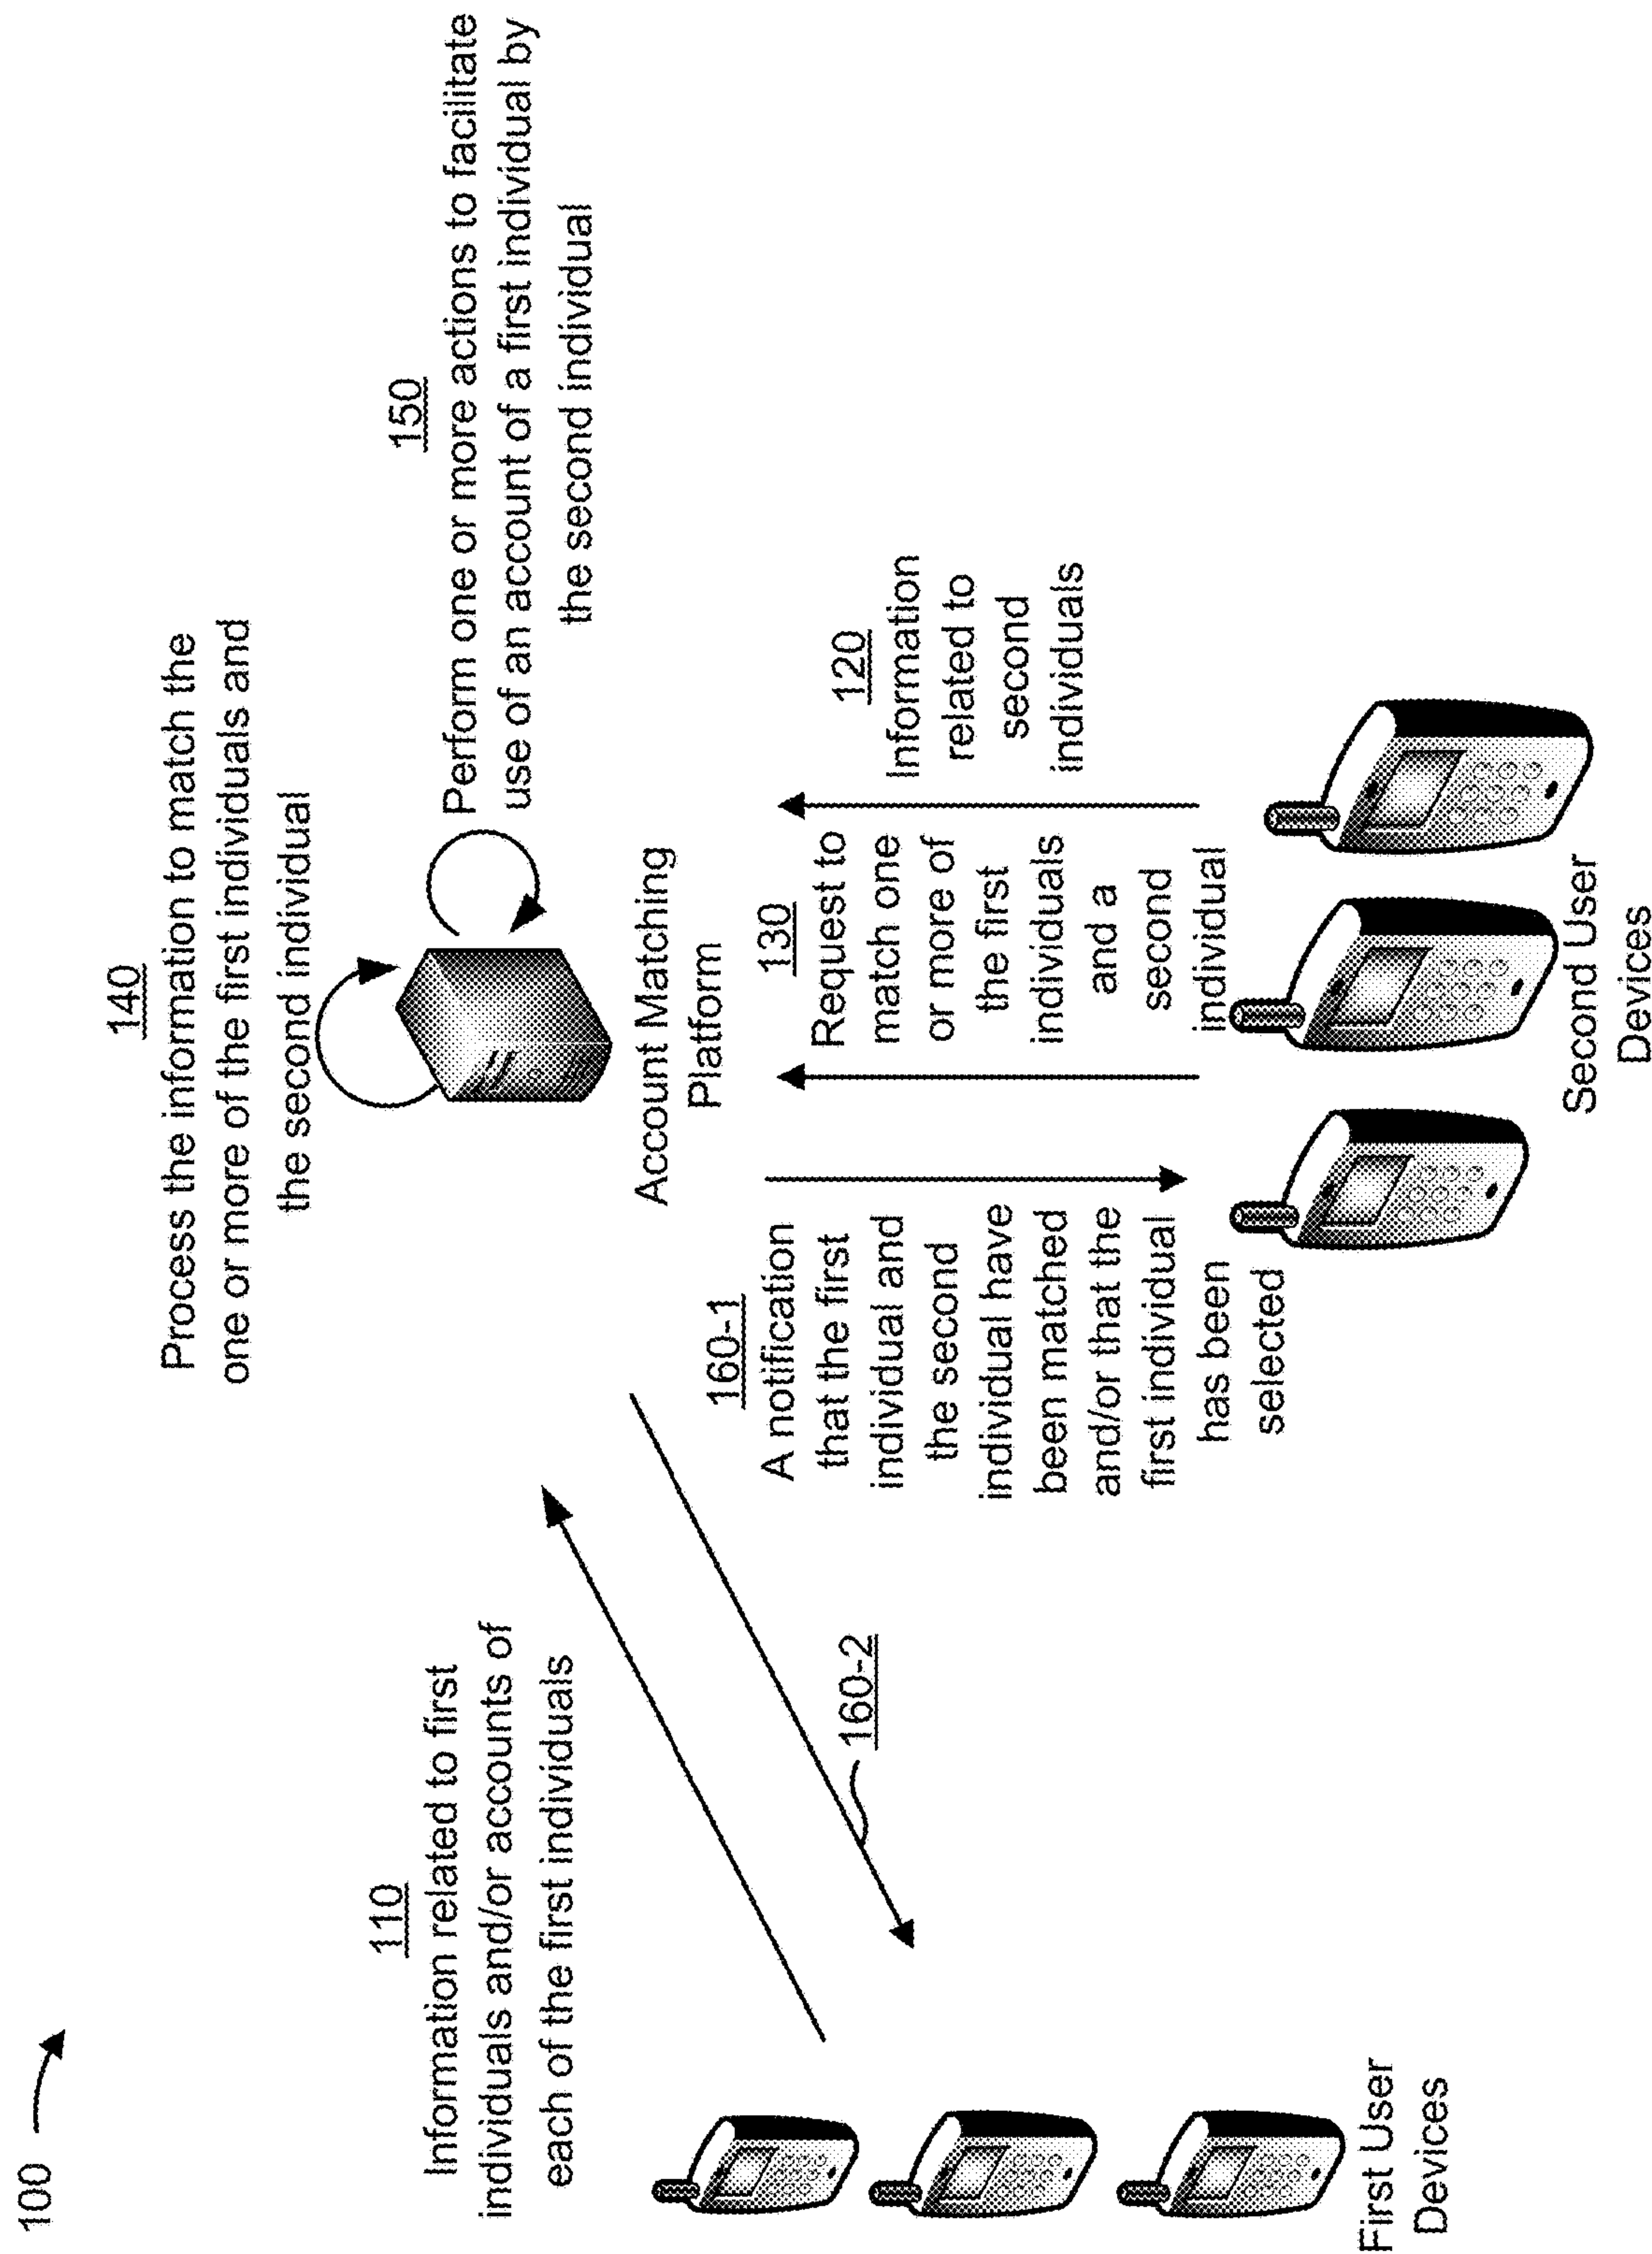 100
110
Information related to first
individuals and/or accounts of
each of the first individuals
140
Process the information to match the
one or more of the first individuals and
the second individual
150
Perform one or more actions to facilitate
use of an account of a first individual by
the second individual
Account Matching
Platform
160-1
A notification
that the first
individual and
the second
individual have
been matched
and/or that the
first individual
has been
selected
130
Request to
match one
or more of
the first
individuals
and a
second
individual
120
Information
related to
second
individuals
160-2
First User
Devices
Second User
Devices